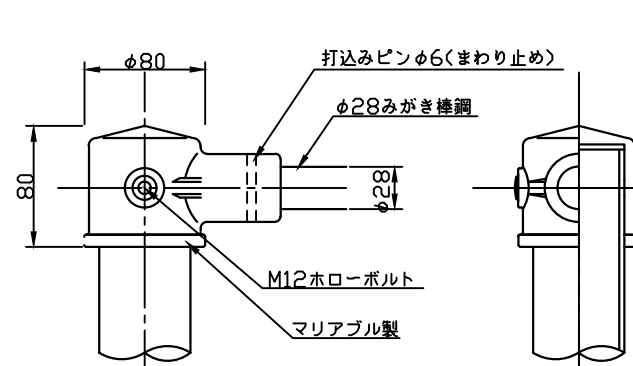 φ80
打込みピンφ6(まわり止め)
φ28みがき棒鋼
80
φ28
M12ホローボルト
マリアブル製